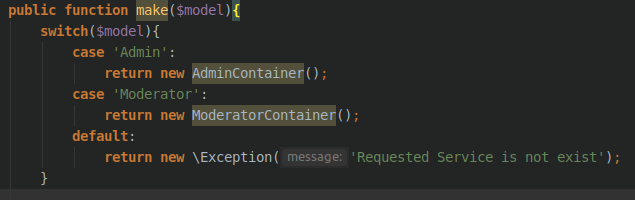 public function make($model){
switch($model){
case 'Admin':
return new AdminContainer();
case 'Moderator':
return new ModeratorContainer();
default:
return new \Exception( message: 'Requested Service is not exist');
}